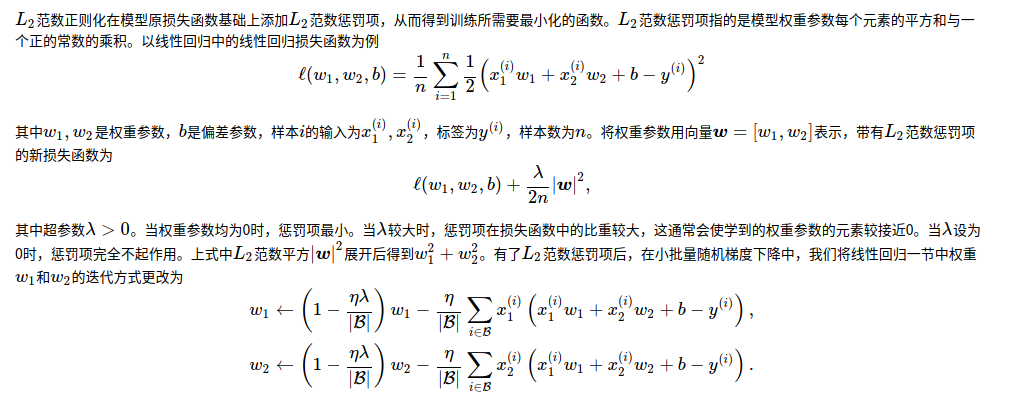 $L_2$范数正则化在模型原损失函数基础上添加$L_2$范数惩罚项，从而得到训练所需要最小化的函数。$L_2$范数惩罚项指的是模型权重参数每个元素的平方和与一
个正的常数的乘积。以线性回归中的线性回归损失函数为例
$$\ell(w_1, w_2, b) = \frac{1}{n} \sum_{i=1}^{n} \frac{1}{2} \left(x_1^{(i)} w_1 + x_2^{(i)} w_2 + b - y^{(i)}\right)^2$$
其中$w_1, w_2$是权重参数，$b$是偏差参数，样本$i$的输入为$x_1^{(i)}, x_2^{(i)}$，标签为$y^{(i)}$，样本数为$n$。将权重参数用向量$\boldsymbol{w} = [w_1, w_2]$表示，带有$L_2$范数惩罚项
的新损失函数为
$$\ell(w_1, w_2, b) + \frac{\lambda}{2n} |\boldsymbol{w}|^2,$$
其中超参数$\lambda > 0$。当权重参数均为0时，惩罚项最小。当$\lambda$较大时，惩罚项在损失函数中的比重较大，这通常会使学到的权重参数的元素较接近0。当$\lambda$设为
0时，惩罚项完全不起作用。上式中$L_2$范数平方$|\boldsymbol{w}|^2$展开后得到$w_1^2 + w_2^2$。有了$L_2$范数惩罚项后，在小批量随机梯度下降中，我们将线性回归一节中权重
$w_1$和$w_2$的迭代方式更改为
$$w_1 \leftarrow \left(1 - \frac{\eta\lambda}{|\mathcal{B}|}\right) w_1 - \frac{\eta}{|\mathcal{B}|} \sum_{i \in \mathcal{B}} x_1^{(i)} \left(x_1^{(i)} w_1 + x_2^{(i)} w_2 + b - y^{(i)}\right),$$
$$w_2 \leftarrow \left(1 - \frac{\eta\lambda}{|\mathcal{B}|}\right) w_2 - \frac{\eta}{|\mathcal{B}|} \sum_{i \in \mathcal{B}} x_2^{(i)} \left(x_1^{(i)} w_1 + x_2^{(i)} w_2 + b - y^{(i)}\right).$$